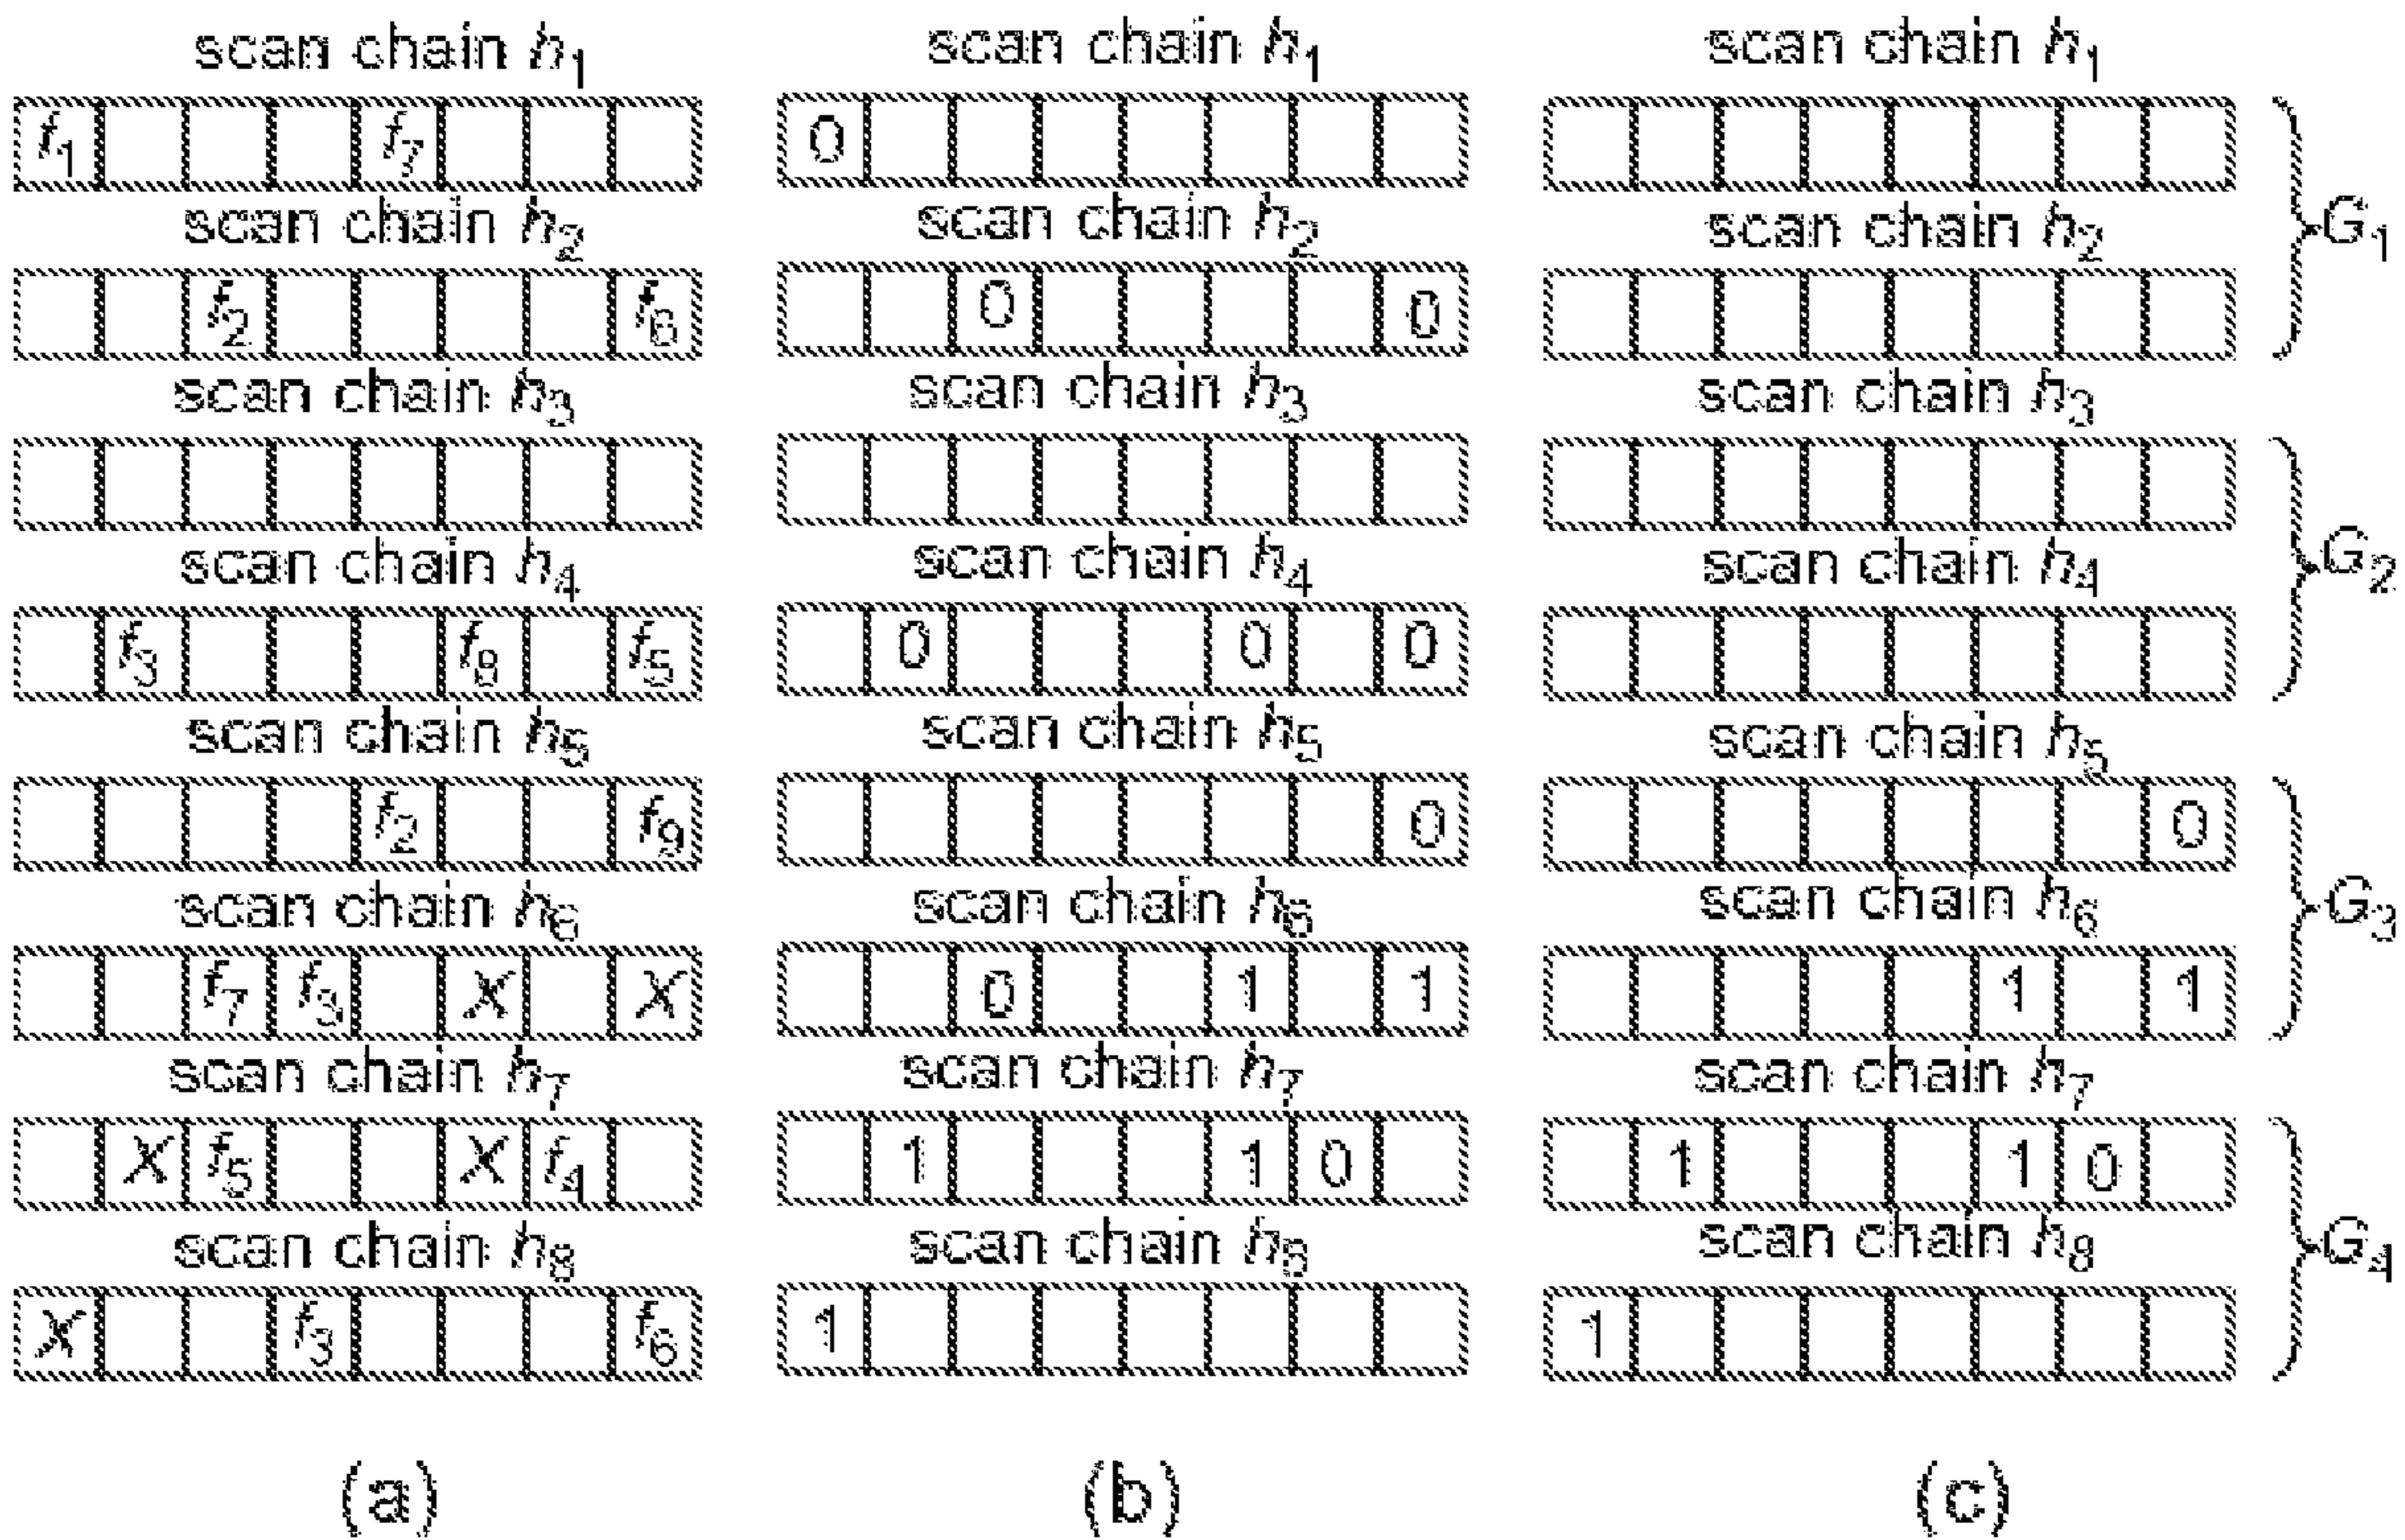 scan chain h₁ scan chain h₁ scan chain h₁
f₁ f₇ 0
scan chain h₂ scan chain h₂ scan chain h₂ G₁
f₂ f₆ 0 0
scan chain h₃ scan chain h₃ scan chain h₃
scan chain h₄ scan chain h₄ scan chain h₄ G₂
f₃ f₈ f₅ 0 0 0
scan chain h₅ scan chain h₅ scan chain h₅
f₂ f₉ 0 0
scan chain h₆ scan chain h₆ scan chain h₆ G₃
f₇ f₃ X X 0 1 1 1 1
scan chain h₇ scan chain h₇ scan chain h₇
X f₅ X f₄ 1 1 0 1 1 0
scan chain h₈ scan chain h₈ scan chain h₈ G₄
X f₃ f₆ 1 1
(a) (b) (c)